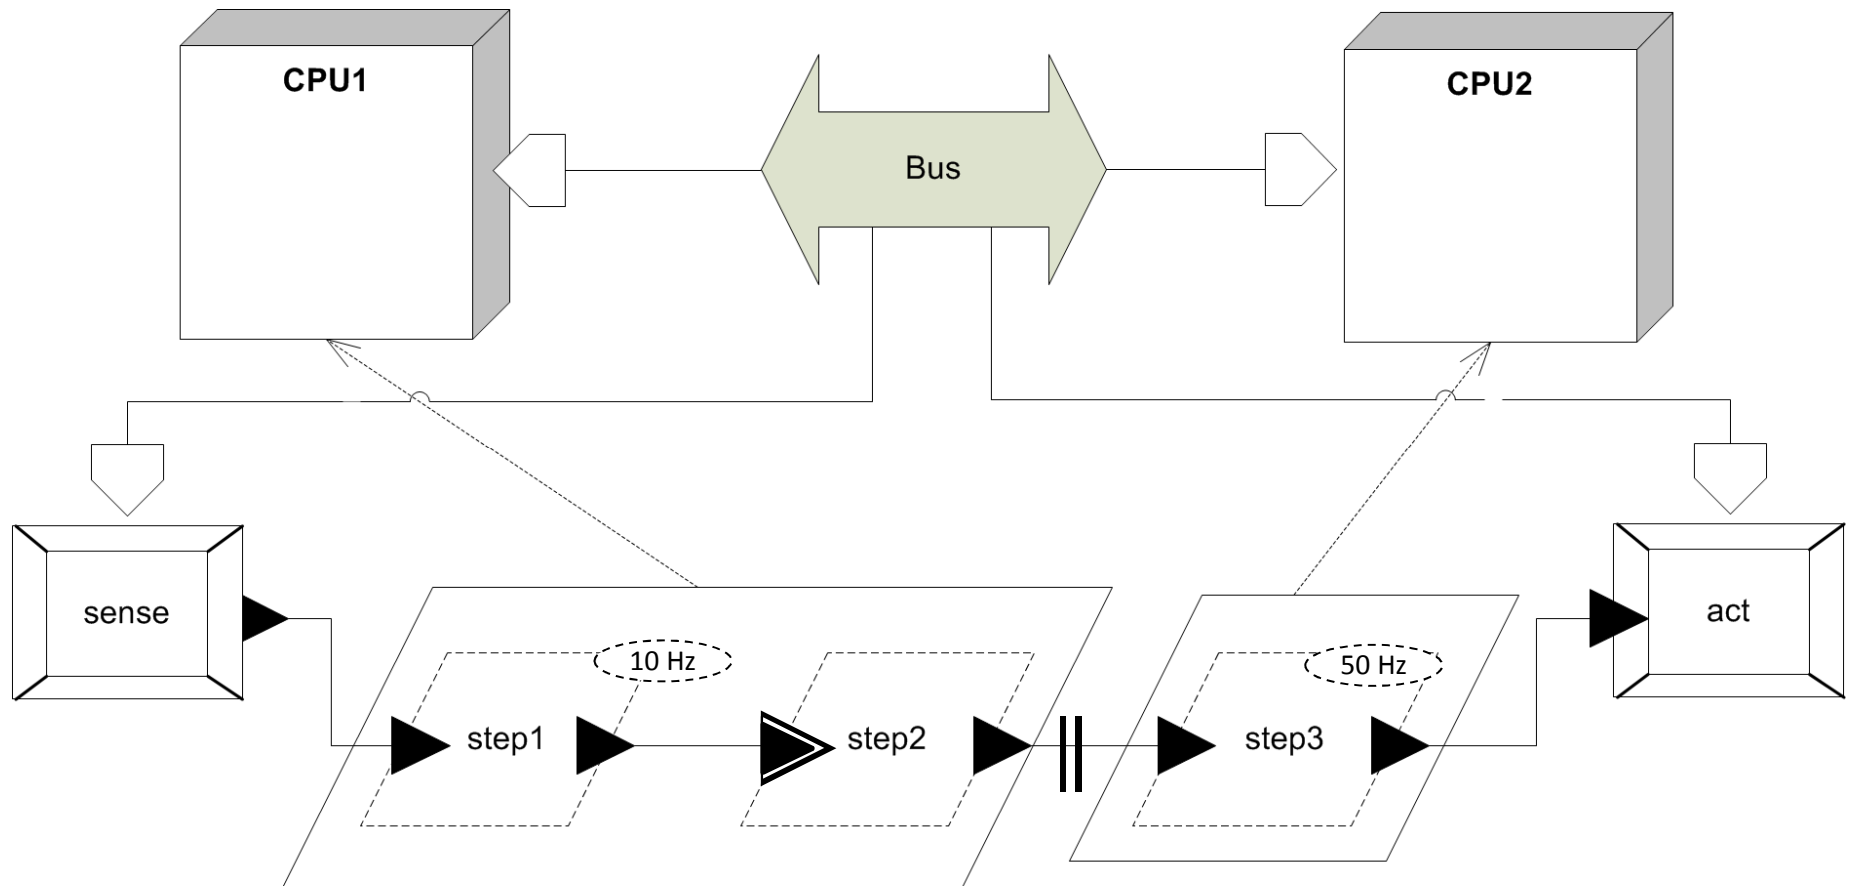 CPU1
CPU2
Bus
sense
act
10 Hz
50 Hz
step1
step2
step3